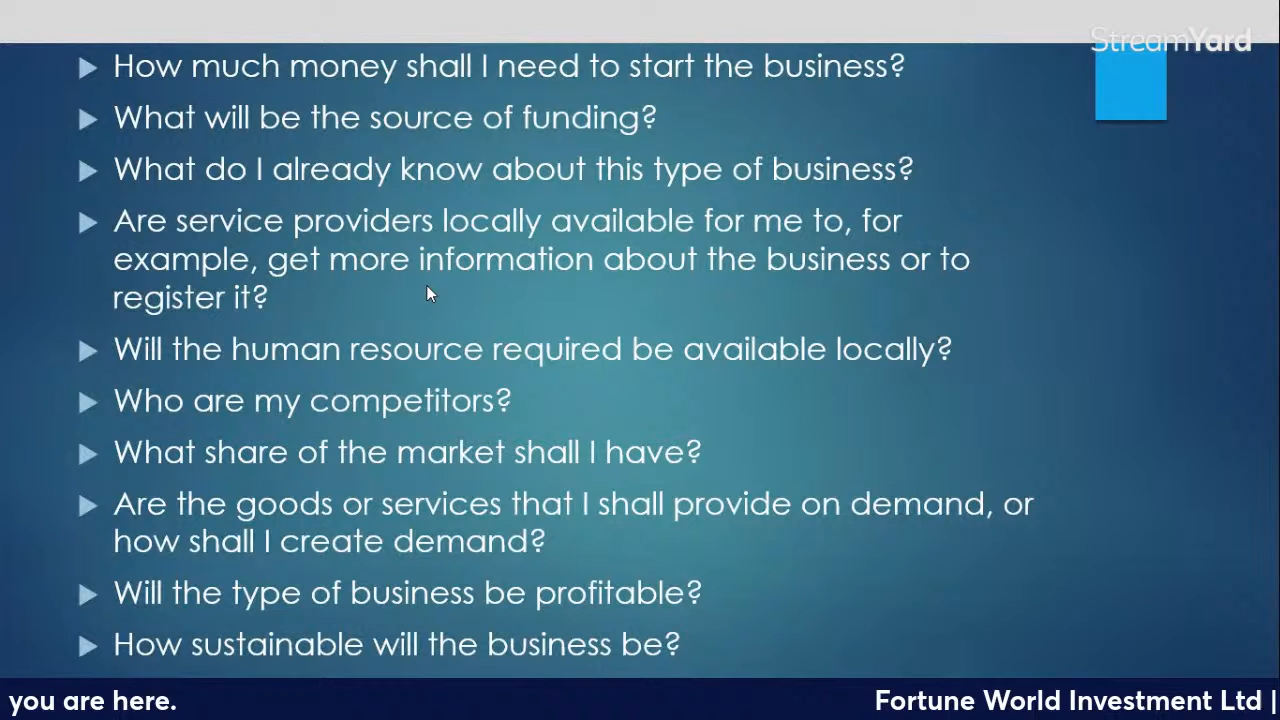 StreamYard
How much money shall I need to start the business?
What will be the source of funding?
What do I already know about this type of business?
Are service providers locally available for me to, for
example, get more information about the business or to
register it?
Will the human resource required be available locally?
Who are my competitors?
What share of the market shall I have?
Are the goods or services that I shall provide on demand, or
how shall I create demand?
Will the type of business be profitable?
How sustainable will the business be?
you are here. Fortune World Investment Ltd |